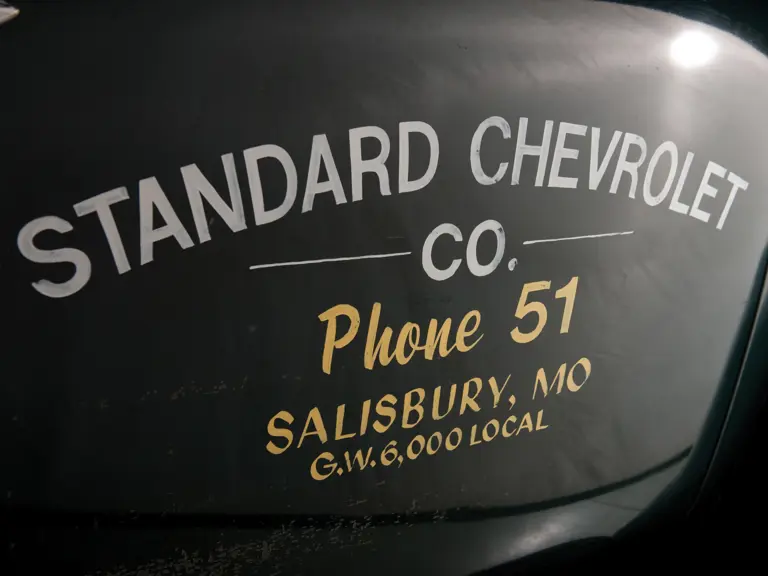 STANDARD CHEVROLET
CO.
Phone 51
SALISBURY, MO
G.W. 6,000 LOCAL